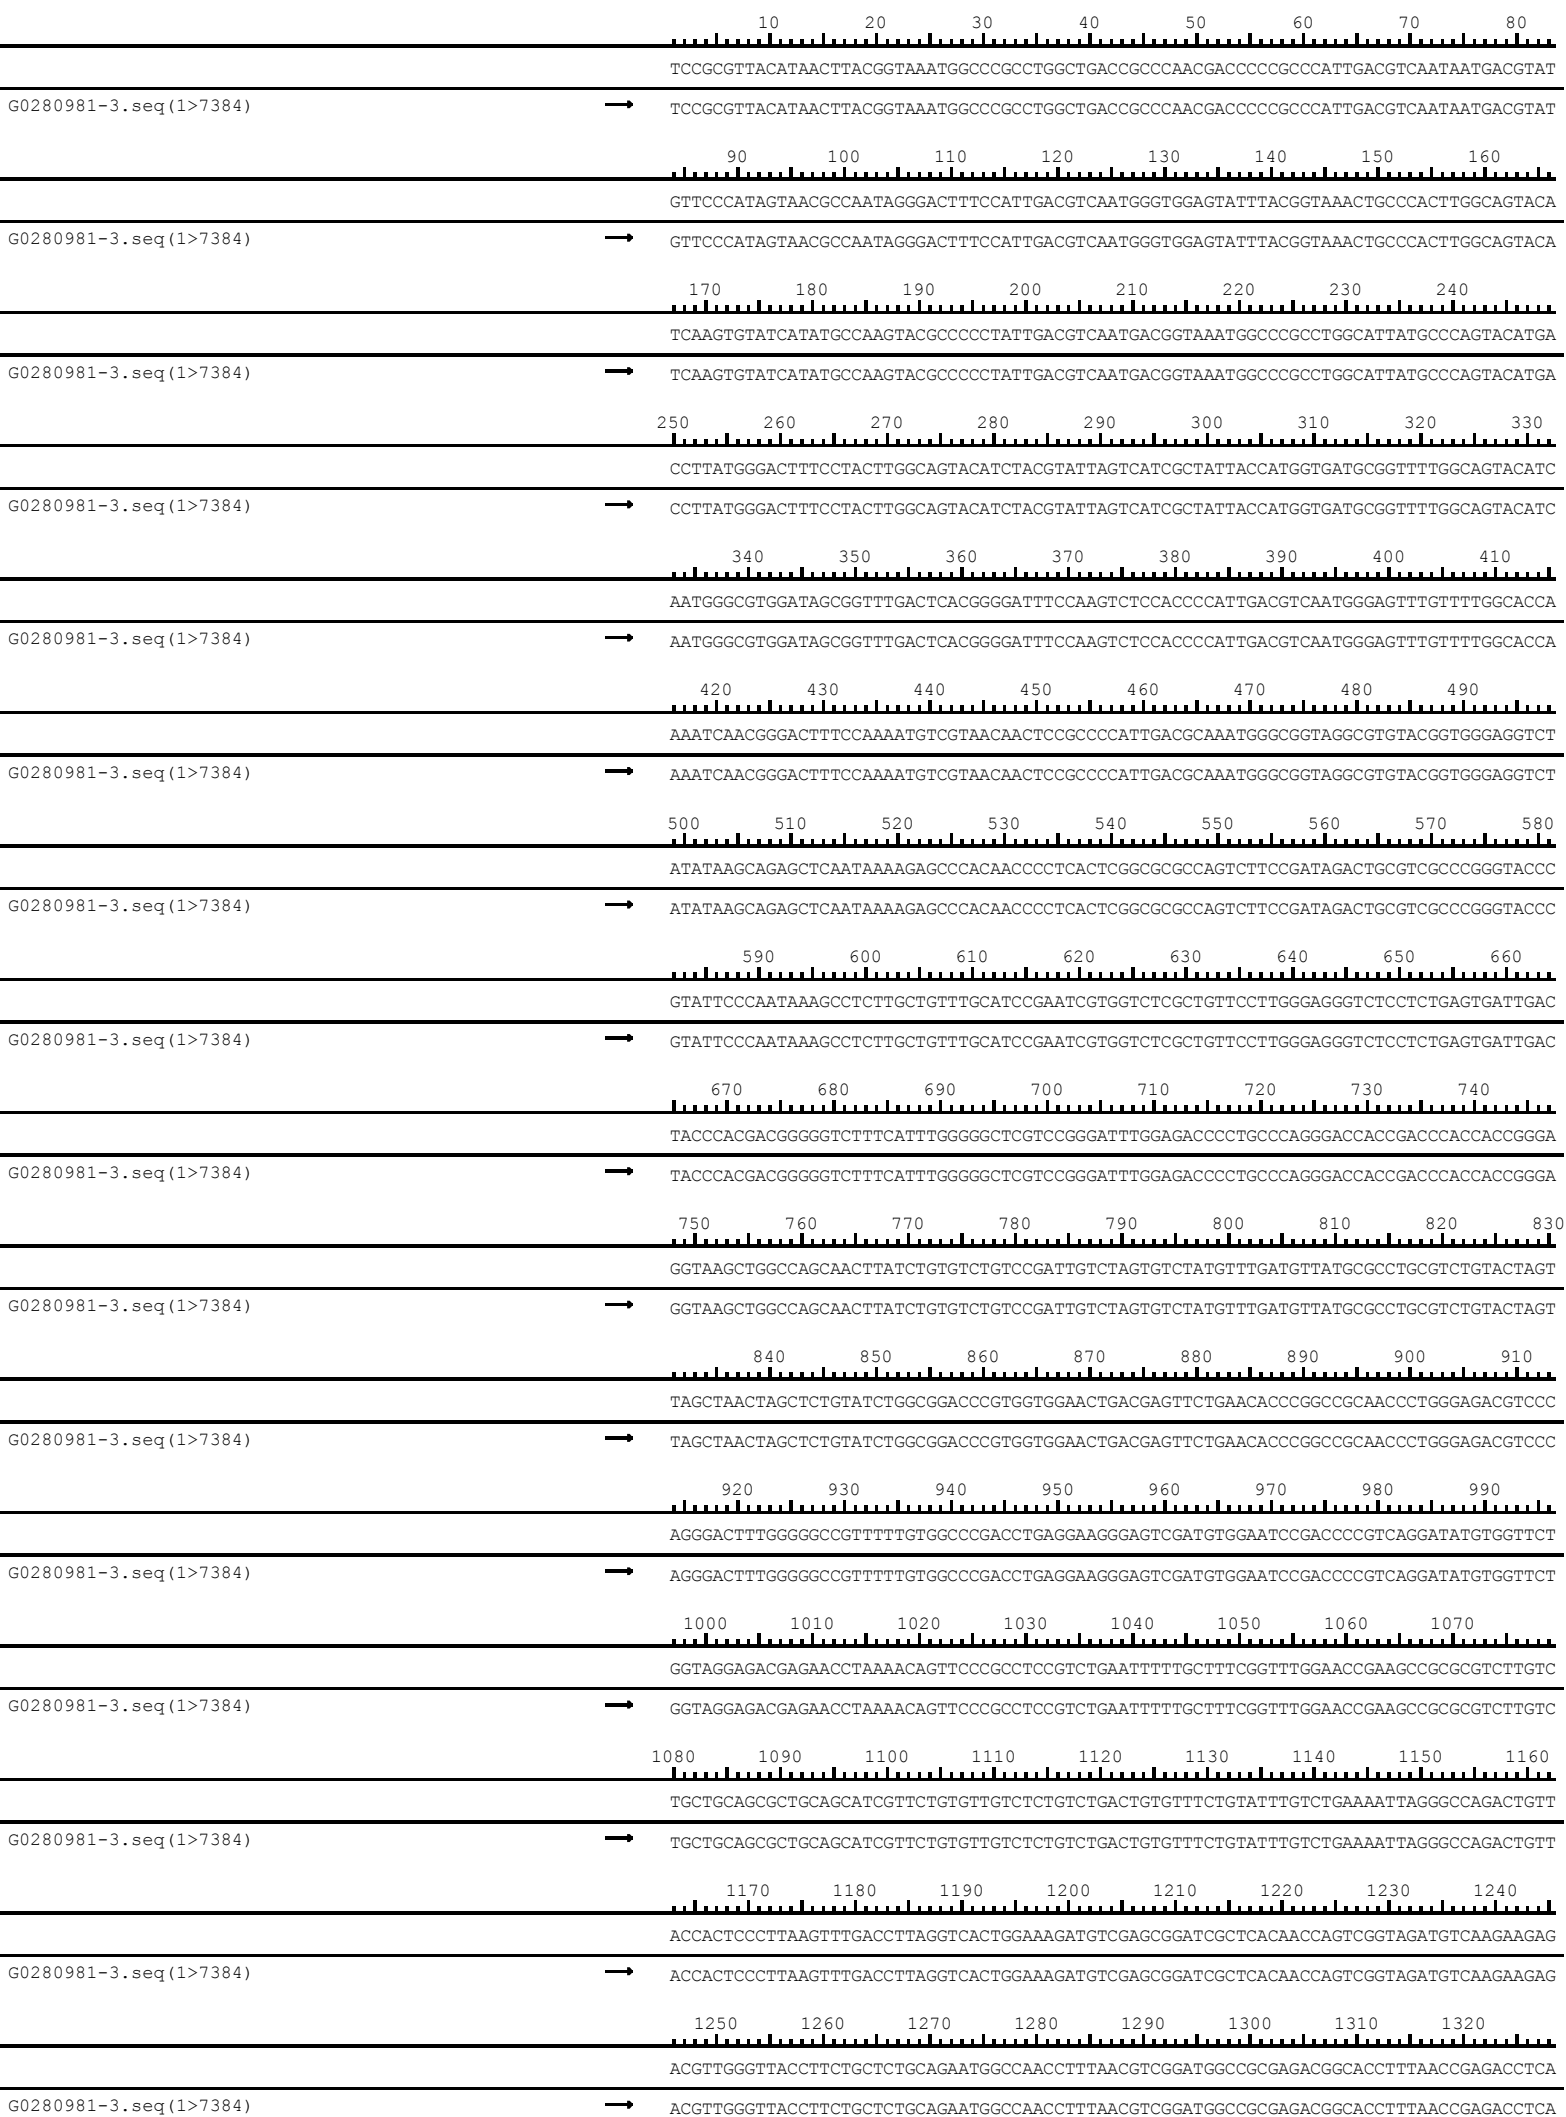 10 20 30 40 50 60 70 80
TCCGCGTTACATAACTTACGGTAAATGGCCCGCCTGGCTGACCGCCCAACGACCCCCGCCCATTGACGTCAATAATGACGTAT
G0280981-3.seq(1>7384) → TCCGCGTTACATAACTTACGGTAAATGGCCCGCCTGGCTGACCGCCCAACGACCCCCGCCCATTGACGTCAATAATGACGTAT
90 100 110 120 130 140 150 160
GTTCCCATAGTAACGCCAATAGGGACTTTCCATTGACGTCAATGGGTGGAGTATTTACGGTAAACTGCCCACTTGGCAGTACA
G0280981-3.seq(1>7384) → GTTCCCATAGTAACGCCAATAGGGACTTTCCATTGACGTCAATGGGTGGAGTATTTACGGTAAACTGCCCACTTGGCAGTACA
170 180 190 200 210 220 230 240
TCAAGTGTATCATATGCCAAGTACGCCCCCTATTGACGTCAATGACGGTAAATGGCCCGCCTGGCATTATGCCCAGTACATGA
G0280981-3.seq(1>7384) → TCAAGTGTATCATATGCCAAGTACGCCCCCTATTGACGTCAATGACGGTAAATGGCCCGCCTGGCATTATGCCCAGTACATGA
250 260 270 280 290 300 310 320 330
CCTTATGGGACTTTCCTACTTGGCAGTACATCTACGTATTAGTCATCGCTATTACCATGGTGATGCGGTTTTGGCAGTACATC
G0280981-3.seq(1>7384) → CCTTATGGGACTTTCCTACTTGGCAGTACATCTACGTATTAGTCATCGCTATTACCATGGTGATGCGGTTTTGGCAGTACATC
340 350 360 370 380 390 400 410
AATGGGCGTGGATAGCGGTTTGACTCACGGGGATTTCCAAGTCTCCACCCCATTGACGTCAATGGGAGTTTGTTTTGGCACCA
G0280981-3.seq(1>7384) → AATGGGCGTGGATAGCGGTTTGACTCACGGGGATTTCCAAGTCTCCACCCCATTGACGTCAATGGGAGTTTGTTTTGGCACCA
420 430 440 450 460 470 480 490
AAATCAACGGGACTTTCCAAAATGTCGTAACAACTCCGCCCCATTGACGCAAATGGGCGGTAGGCGTGTACGGTGGGAGGTCT
G0280981-3.seq(1>7384) → AAATCAACGGGACTTTCCAAAATGTCGTAACAACTCCGCCCCATTGACGCAAATGGGCGGTAGGCGTGTACGGTGGGAGGTCT
500 510 520 530 540 550 560 570 580
ATATAAGCAGAGCTCAATAAAAGAGCCCACAACCCCTCACTCGGCGCGCCAGTCTTCCGATAGACTGCGTCGCCCGGGTACCC
G0280981-3.seq(1>7384) → ATATAAGCAGAGCTCAATAAAAGAGCCCACAACCCCTCACTCGGCGCGCCAGTCTTCCGATAGACTGCGTCGCCCGGGTACCC
590 600 610 620 630 640 650 660
GTATTCCCAATAAAGCCTCTTGCTGTTTGCATCCGAATCGTGGTCTCGCTGTTCCTTGGGAGGGTCTCCTCTGAGTGATTGAC
G0280981-3.seq(1>7384) → GTATTCCCAATAAAGCCTCTTGCTGTTTGCATCCGAATCGTGGTCTCGCTGTTCCTTGGGAGGGTCTCCTCTGAGTGATTGAC
670 680 690 700 710 720 730 740
TACCCACGACGGGGGTCTTTCATTTGGGGGCTCGTCCGGGATTTGGAGACCCCTGCCCAGGGACCACCGACCCACCACCGGGA
G0280981-3.seq(1>7384) → TACCCACGACGGGGGTCTTTCATTTGGGGGCTCGTCCGGGATTTGGAGACCCCTGCCCAGGGACCACCGACCCACCACCGGGA
750 760 770 780 790 800 810 820 830
GGTAAGCTGGCCAGCAACTTATCTGTGTCTGTCCGATTGTCTAGTGTCTATGTTTGATGTTATGCGCCTGCGTCTGTACTAGT
G0280981-3.seq(1>7384) → GGTAAGCTGGCCAGCAACTTATCTGTGTCTGTCCGATTGTCTAGTGTCTATGTTTGATGTTATGCGCCTGCGTCTGTACTAGT
840 850 860 870 880 890 900 910
TAGCTAACTAGCTCTGTATCTGGCGGACCCGTGGTGGAACTGACGAGTTCTGAACACCCGGCCGCAACCCTGGGAGACGTCCC
G0280981-3.seq(1>7384) → TAGCTAACTAGCTCTGTATCTGGCGGACCCGTGGTGGAACTGACGAGTTCTGAACACCCGGCCGCAACCCTGGGAGACGTCCC
920 930 940 950 960 970 980 990
AGGGACTTTGGGGGCCGTTTTTGTGGCCCGACCTGAGGAAGGGAGTCGATGTGGAATCCGACCCCGTCAGGATATGTGGTTCT
G0280981-3.seq(1>7384) → AGGGACTTTGGGGGCCGTTTTTGTGGCCCGACCTGAGGAAGGGAGTCGATGTGGAATCCGACCCCGTCAGGATATGTGGTTCT
1000 1010 1020 1030 1040 1050 1060 1070
GGTAGGAGACGAGAACCTAAAACAGTTCCCGCCTCCGTCTGAATTTTTGCTTTCGGTTTGGAACCGAAGCCGCGCGTCTTGTC
G0280981-3.seq(1>7384) → GGTAGGAGACGAGAACCTAAAACAGTTCCCGCCTCCGTCTGAATTTTTGCTTTCGGTTTGGAACCGAAGCCGCGCGTCTTGTC
1080 1090 1100 1110 1120 1130 1140 1150 1160
TGCTGCAGCGCTGCAGCATCGTTCTGTGTTGTCTCTGTCTGACTGTGTTTCTGTATTTGTCTGAAAATTAGGGCCAGACTGTT
G0280981-3.seq(1>7384) → TGCTGCAGCGCTGCAGCATCGTTCTGTGTTGTCTCTGTCTGACTGTGTTTCTGTATTTGTCTGAAAATTAGGGCCAGACTGTT
1170 1180 1190 1200 1210 1220 1230 1240
ACCACTCCCTTAAGTTTGACCTTAGGTCACTGGAAAGATGTCGAGCGGATCGCTCACAACCAGTCGGTAGATGTCAAGAAGAG
G0280981-3.seq(1>7384) → ACCACTCCCTTAAGTTTGACCTTAGGTCACTGGAAAGATGTCGAGCGGATCGCTCACAACCAGTCGGTAGATGTCAAGAAGAG
1250 1260 1270 1280 1290 1300 1310 1320
ACGTTGGGTTACCTTCTGCTCTGCAGAATGGCCAACCTTTAACGTCGGATGGCCGCGAGACGGCACCTTTAACCGAGACCTCA
G0280981-3.seq(1>7384) → ACGTTGGGTTACCTTCTGCTCTGCAGAATGGCCAACCTTTAACGTCGGATGGCCGCGAGACGGCACCTTTAACCGAGACCTCA